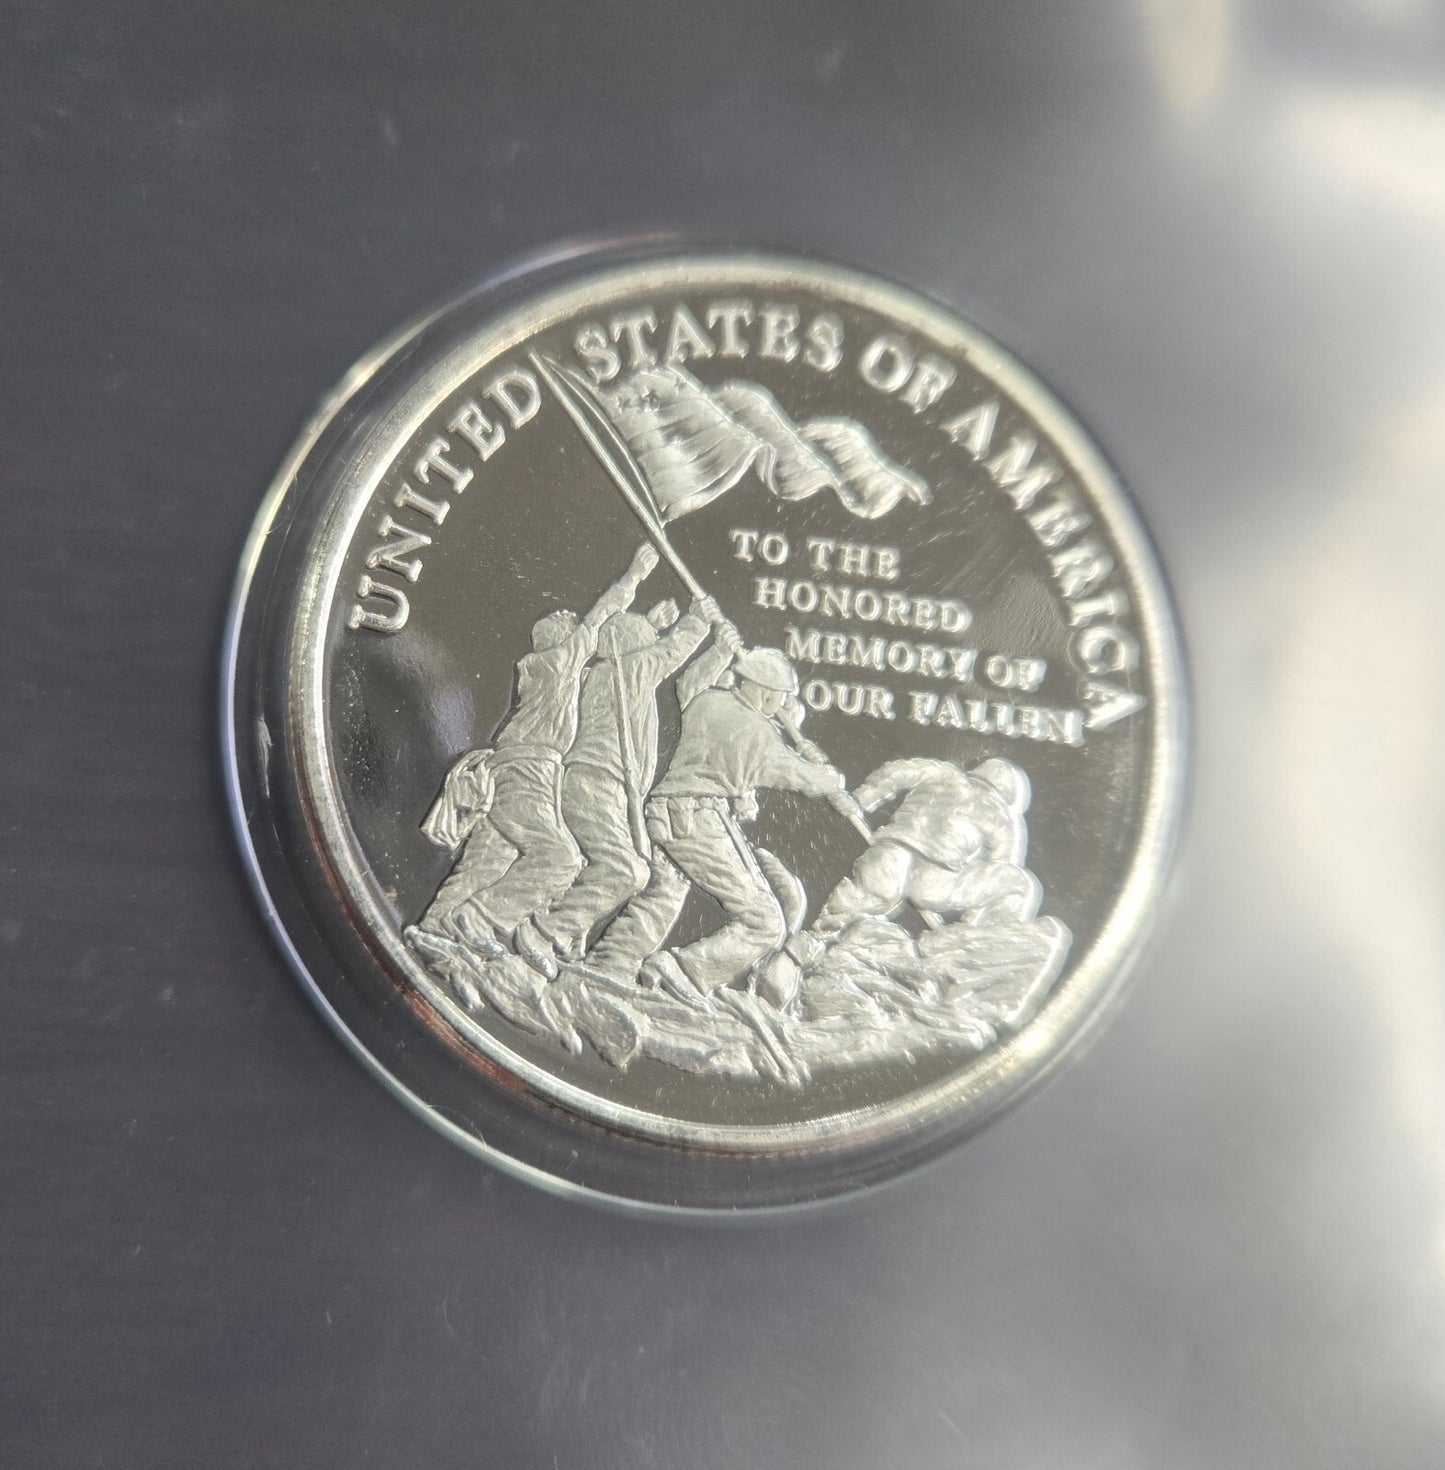 UNITED STATES OF AMERICA
TO THE
HONORED
MEMORY OF
OUR FALLEN